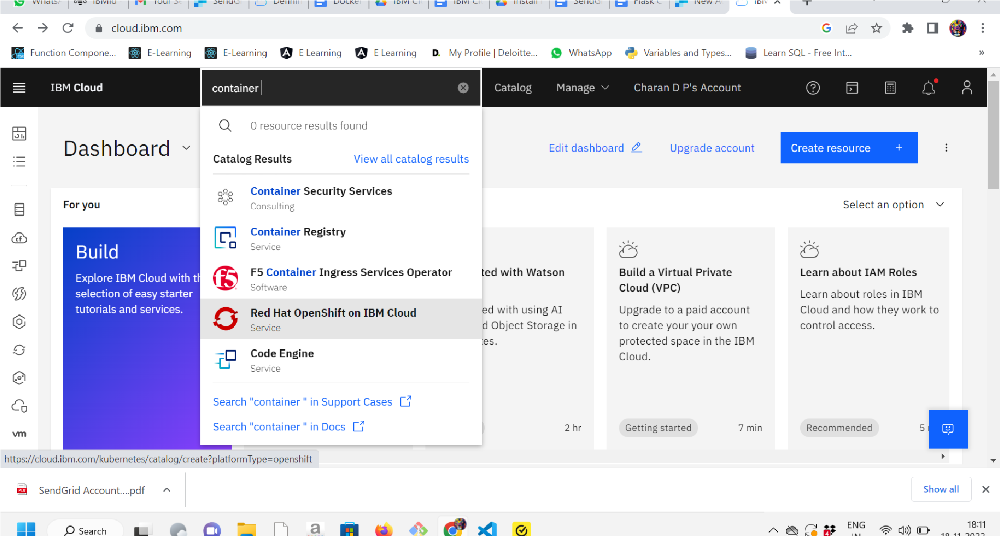 cloud.ibm.com
Function Compone... E-Learning E-Learning E Learning E Learning D. My Profile | Deloitte... WhatsApp Variables and Types... Learn SQL - Free Int... »
IBM Cloud container Catalog Manage Charan D P's Account
0 resource results found
Dashboard Edit dashboard Upgrade account Create resource +
Catalog Results View all catalog results
For you Select an option
Container Security Services
Consulting
Container Registry
Service
F5 Container Ingress Services Operator
Software
Red Hat OpenShift on IBM Cloud
Service
Code Engine
Service
Search "container " in Support Cases
Search "container " in Docs
Build
Explore IBM Cloud with th
selection of easy starter
tutorials and services.
ted with Watson
ed with using AI
d Object Storage in
es.
2 hr
Build a Virtual Private
Cloud (VPC)
Upgrade to a paid account
to create your your own
protected space in the IBM
Cloud.
Getting started 7 min
Learn about IAM Roles
Learn about roles in IBM
Cloud and how they work to
control access.
Recommended 5
vm
https://cloud.ibm.com/kubernetes/catalog/create?platformType=openshift
PDF SendGrid Account....pdf Show all
Search ENG 18:11